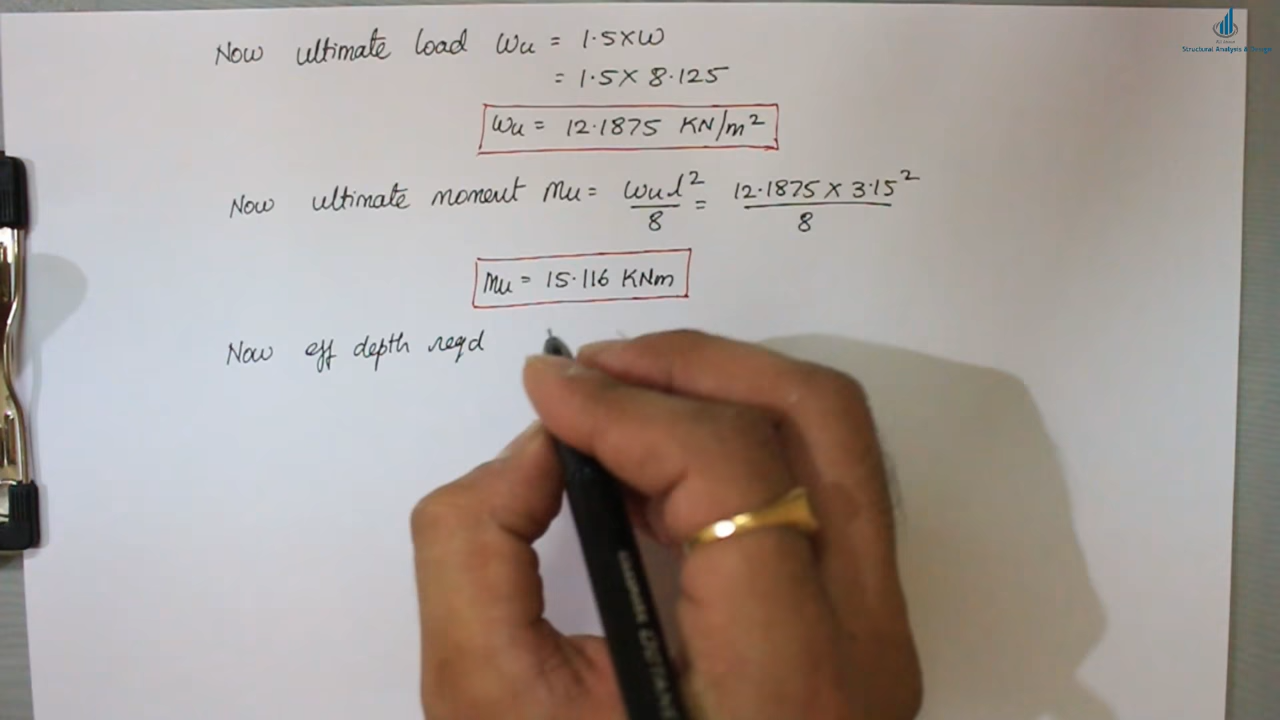 Structural Analysis & Design
Now ultimate load Wu = 1.5×W
= 1.5× 8.125
Wu = 12.1875 KN/m²
Now ultimate moment Mu = Wul²/8 = 12.1875 × 3.15²/8
Mu = 15.116 KNm
Now eff depth reqd